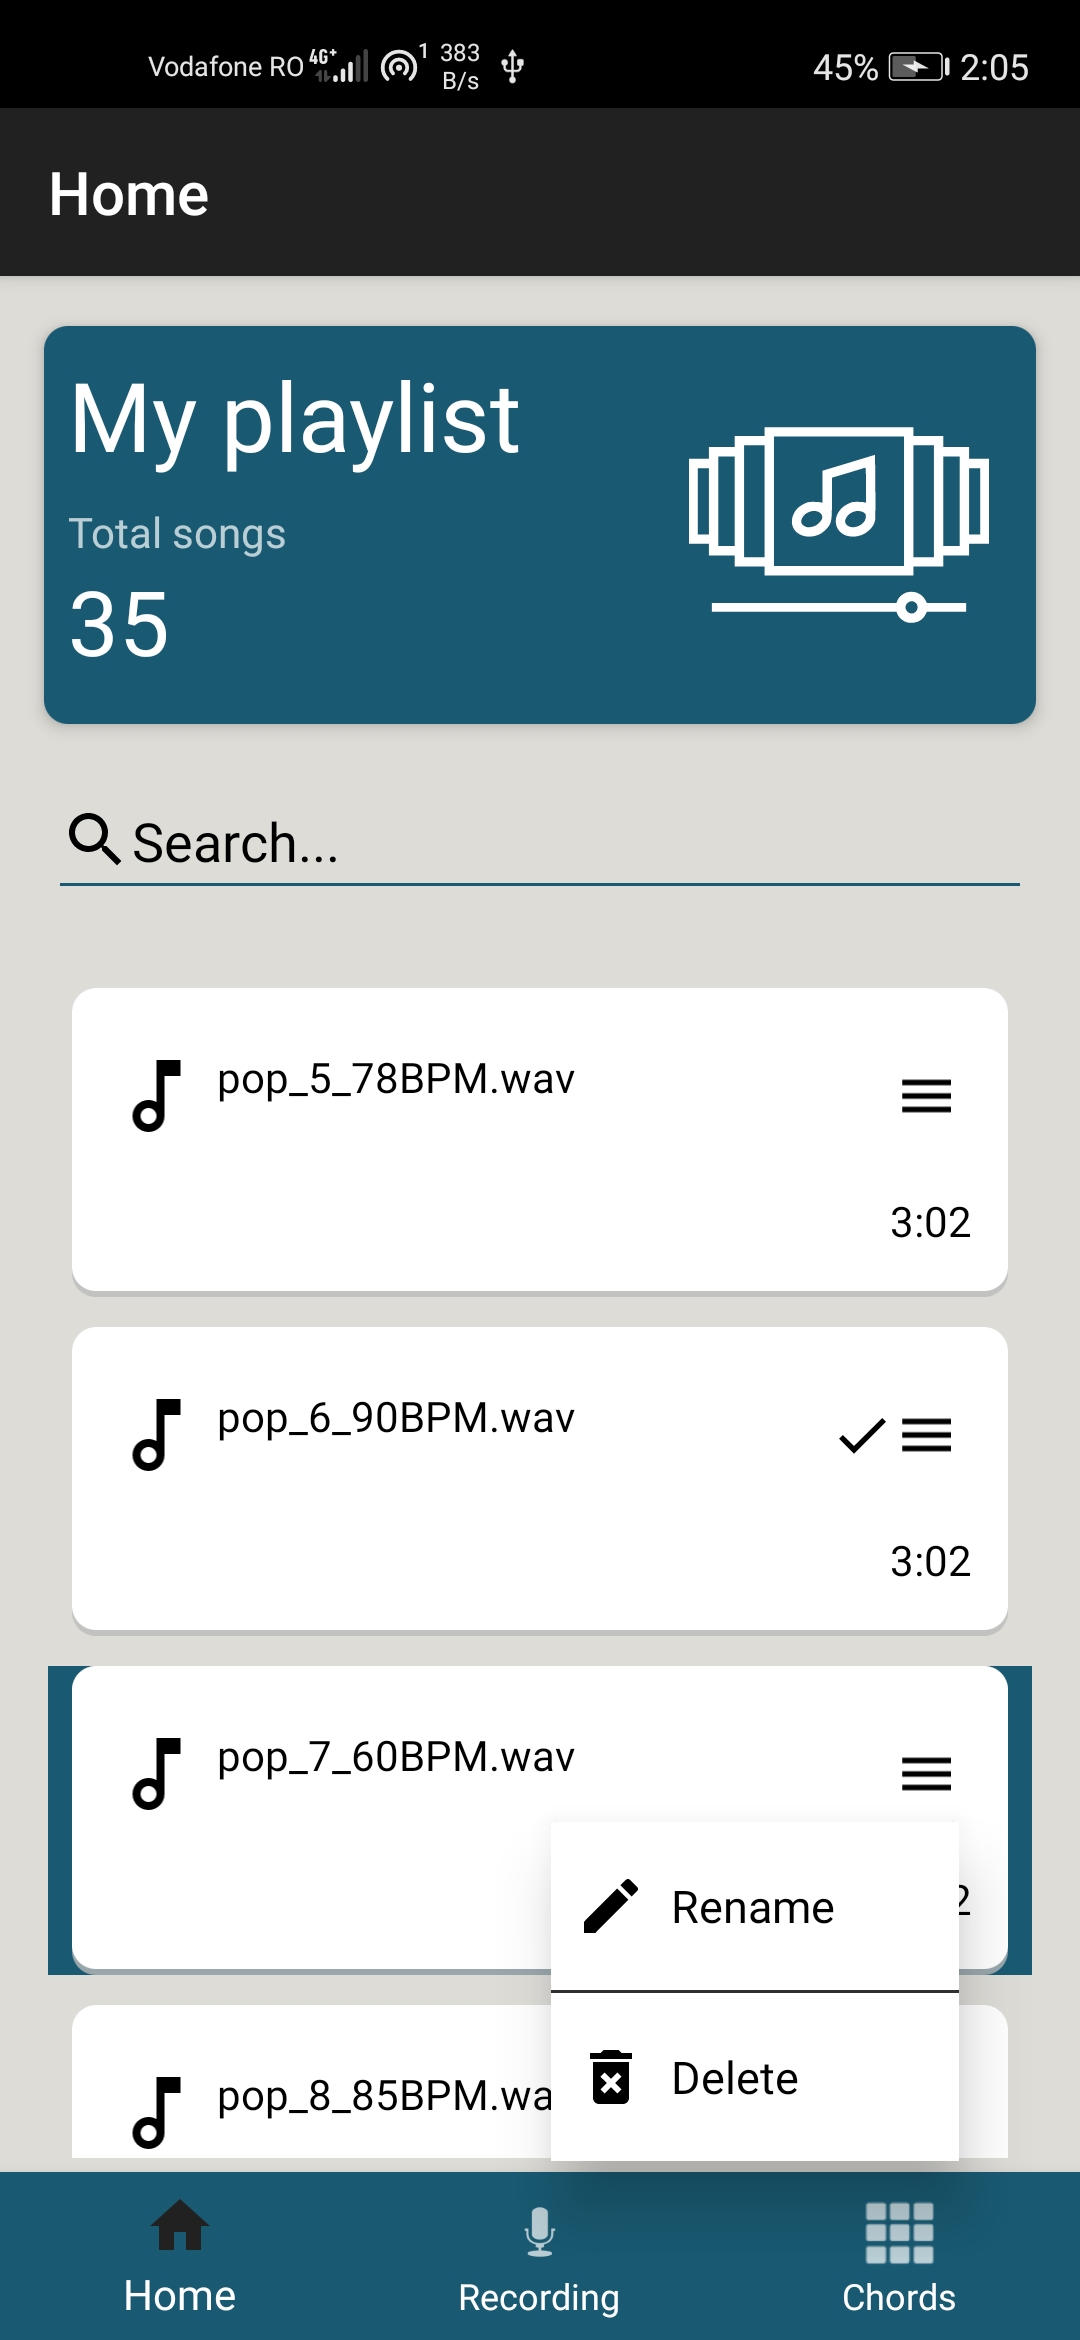 Vodafone RO 4G+ 1 383 B/s 45% 2:05
Home
My playlist
Total songs
35
Search...
pop_5_78BPM.wav
3:02
pop_6_90BPM.wav
3:02
pop_7_60BPM.wav
2
Rename
pop_8_85BPM.wa
Delete
Home Recording Chords